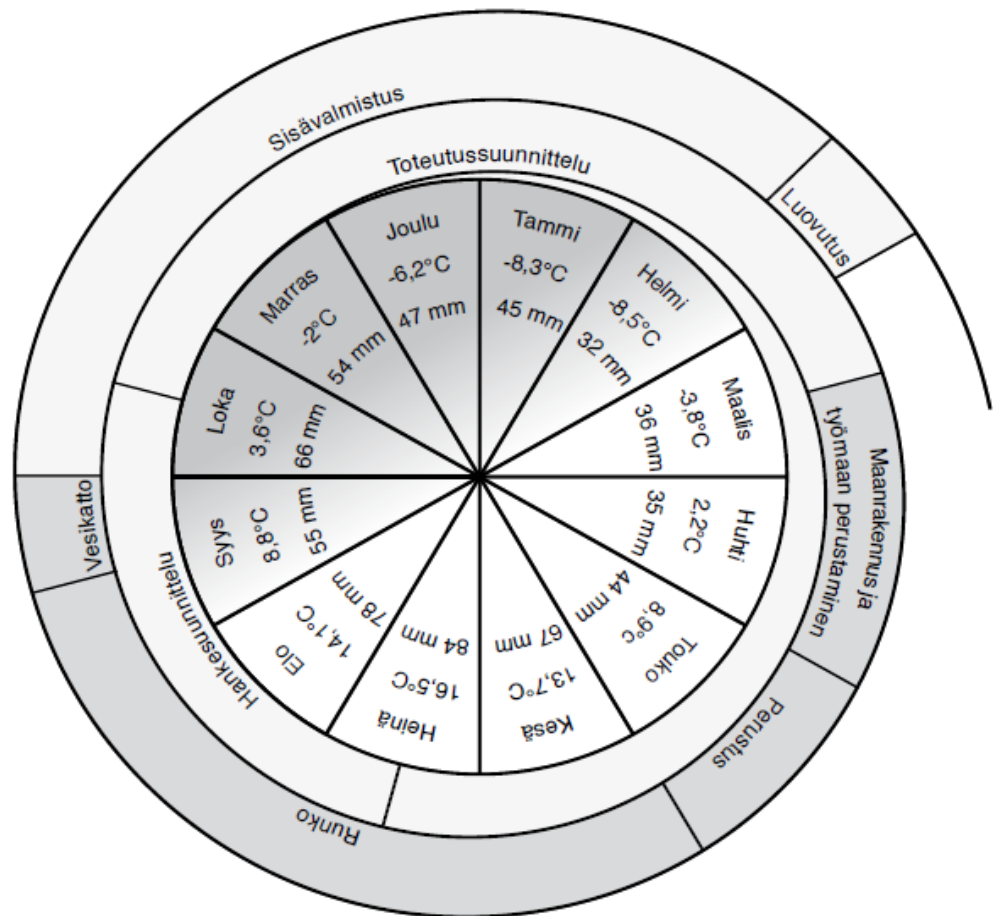 Sisävalmistus
Toteutussuunnittelu
Luovutus
Maanrakennus ja
työmaan perustaminen
Perustus
Runko
Vesikatto
Hankesuunnittelu
Tammi
-8,3°C
45 mm
Helmi
-8,5°C
32 mm
Maalis
-3,8°C
36 mm
Huhti
2,2°C
35 mm
Touko
8,9°c
44 mm
Kesä
13,7°C
67 mm
Heinä
16,5°C
84 mm
Elo
14,1°C
78 mm
Syys
8,8°C
55 mm
Loka
3,6°C
66 mm
Marras
-2°C
54 mm
Joulu
-6,2°C
47 mm